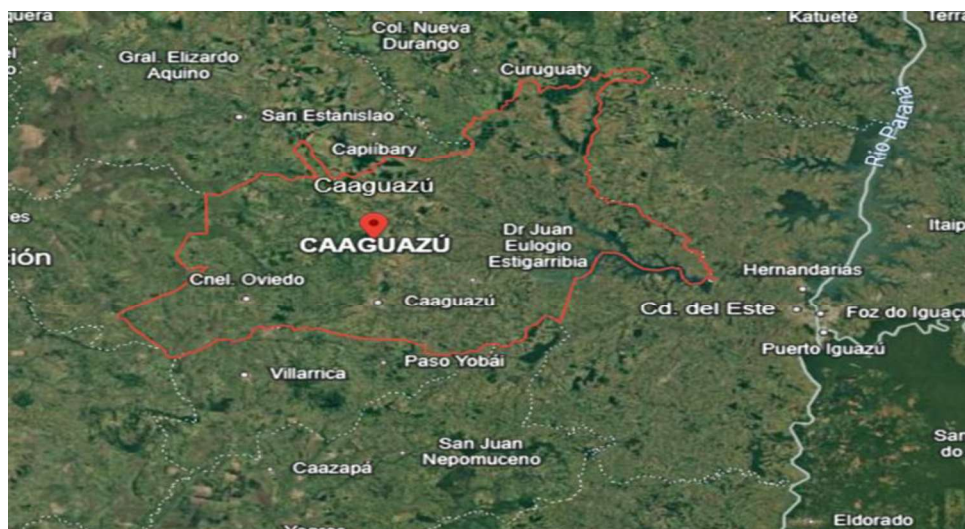 Katueté
Col. Nueva
Durango
Gral. Elizardo
Aquino
Curuguaty
San Estanislao
Capiibary
Río Paraná
Caaguazú
CAAGUAZÚ
Dr Juan
Eulogio
Estigarribia
Cnel. Oviedo
Caaguazú
Hernandarias
Cd. del Este
Foz do Iguaçu
Puerto Iguazú
Paso Yobái
Villarrica
San Juan
Nepomuceno
Caazapá
Eldorado